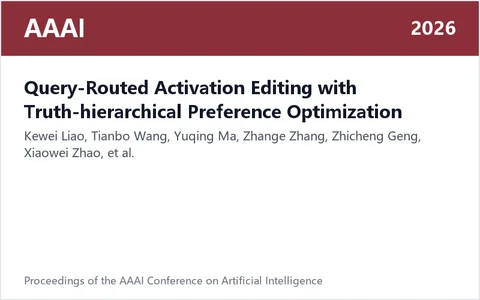 AAAI
2026
Query-Routed Activation Editing with
Truth-hierarchical Preference Optimization
Kewei Liao, Tianbo Wang, Yuqing Ma, Zhange Zhang, Zhicheng Geng,
Xiaowei Zhao, et al.
Proceedings of the AAAI Conference on Artificial Intelligence